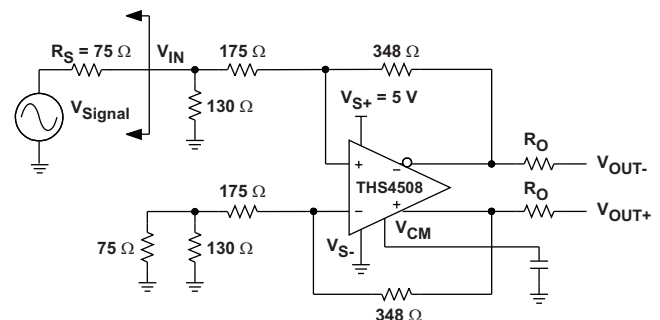 R_S = 75 Ω
V_IN
175 Ω
348 Ω
130 Ω
V_Signal
V_S+ = 5 V
R_O
V_OUT-
+
−
THS4508
−
+
R_O
V_OUT+
175 Ω
V_CM
75 Ω
130 Ω
V_S-
348 Ω